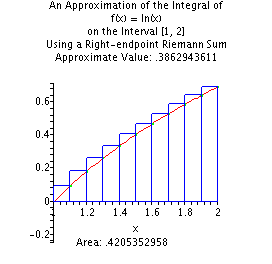 An Approximation of the Integral of
f(x) = ln(x)
on the Interval [1, 2]
Using a Right-endpoint Riemann Sum
Approximate Value: .3862943611
0.6
0.4
0.2
0
-0.2
1.2 1.4 1.6 1.8 2
x
Area: .4205352958